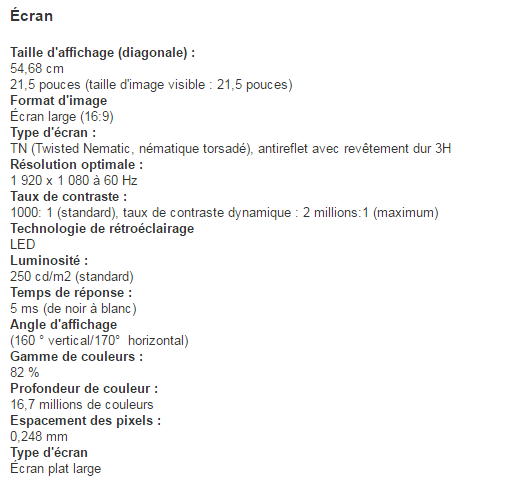 Écran
Taille d'affichage (diagonale) :
54,68 cm
21,5 pouces (taille d'image visible : 21,5 pouces)
Format d'image
Écran large (16:9)
Type d'écran :
TN (Twisted Nematic, nématique torsadé), antireflet avec revêtement dur 3H
Résolution optimale :
1 920 x 1 080 à 60 Hz
Taux de contraste :
1000: 1 (standard), taux de contraste dynamique : 2 millions:1 (maximum)
Technologie de rétroéclairage
LED
Luminosité :
250 cd/m2 (standard)
Temps de réponse :
5 ms (de noir à blanc)
Angle d'affichage
(160 ° vertical/170°  horizontal)
Gamme de couleurs :
82 %
Profondeur de couleur :
16,7 millions de couleurs
Espacement des pixels :
0,248 mm
Type d'écran
Écran plat large